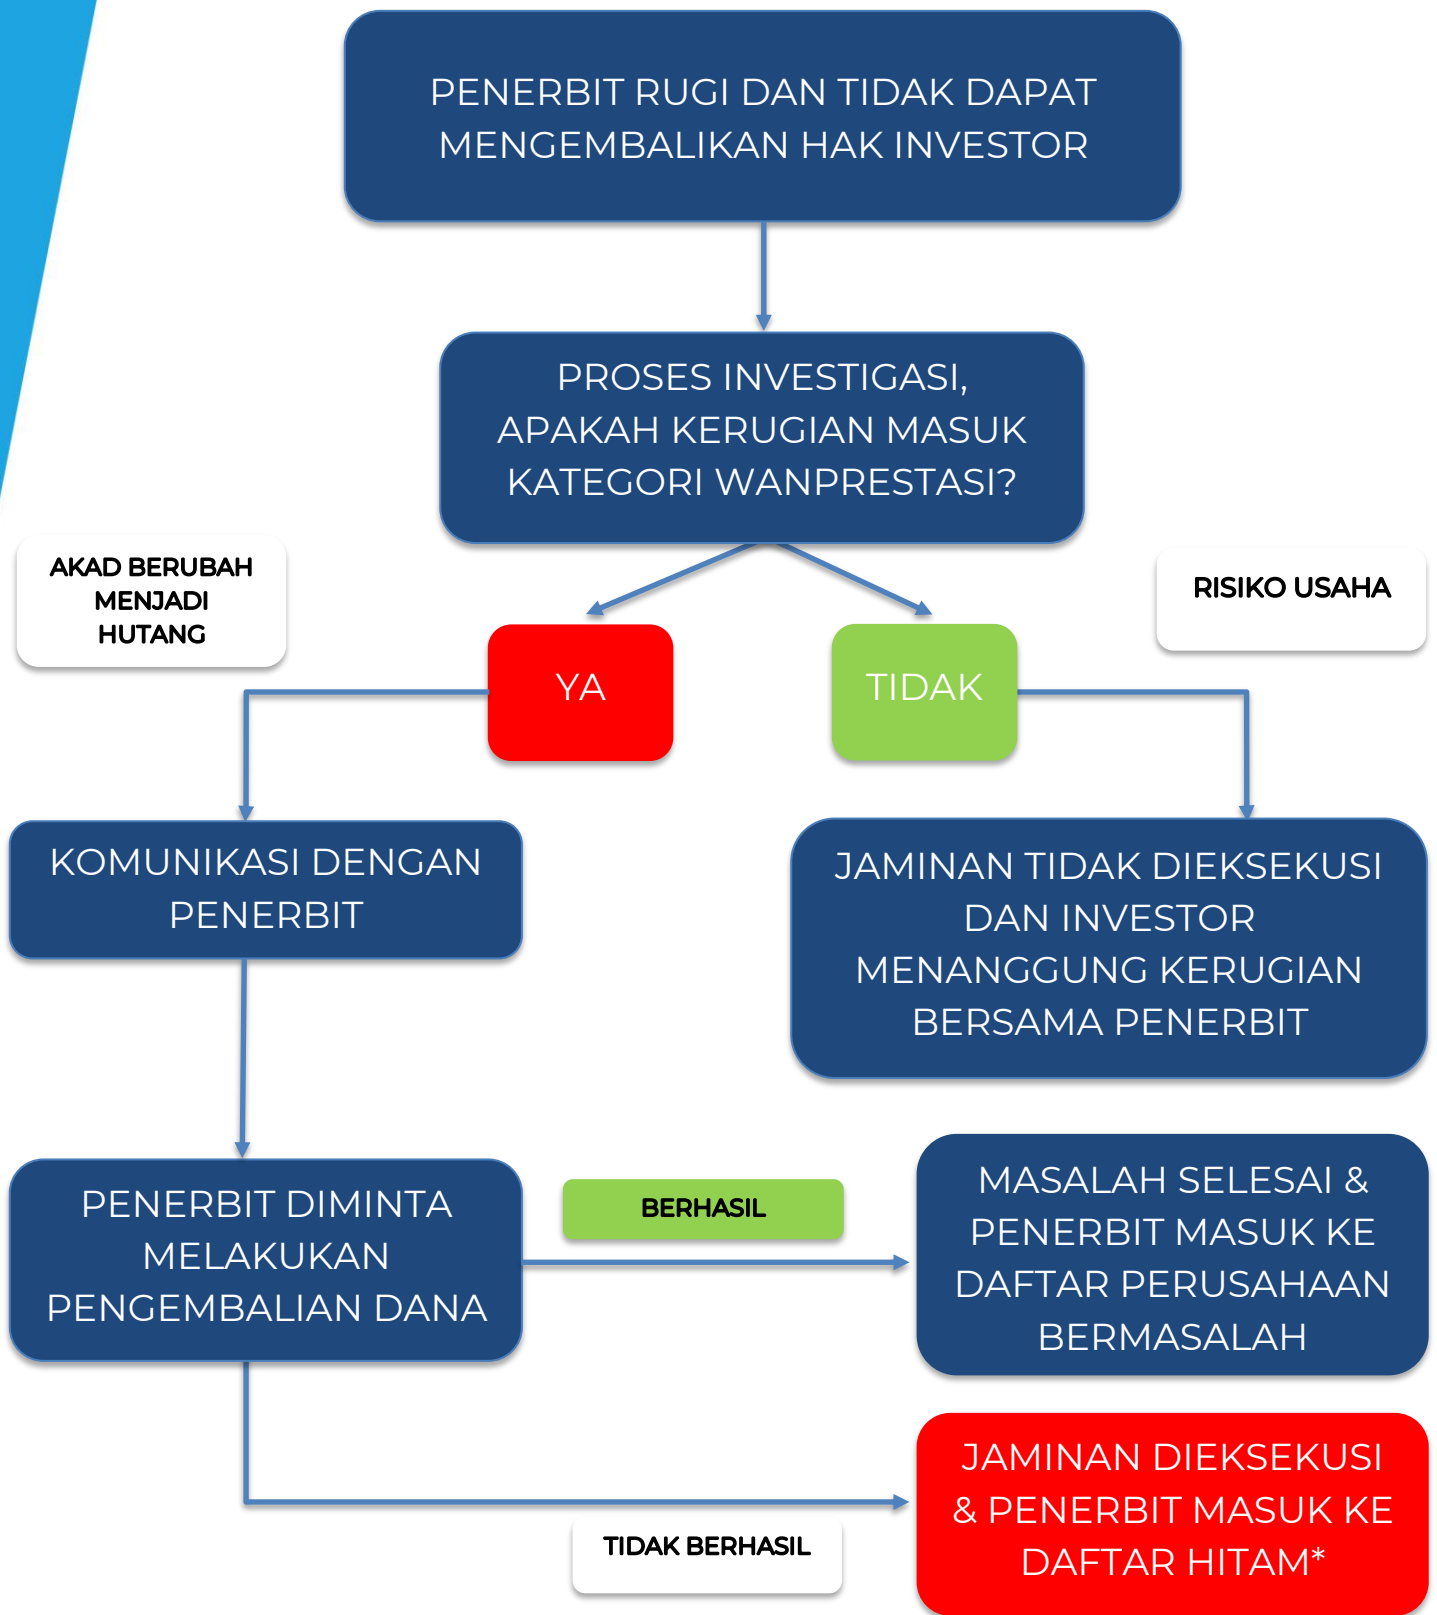 PENERBIT RUGI DAN TIDAK DAPAT
MENGEMBALIKAN HAK INVESTOR
PROSES INVESTIGASI,
APAKAH KERUGIAN MASUK
KATEGORI WANPRESTASI?
AKAD BERUBAH
MENJADI
HUTANG
RISIKO USAHA
YA
TIDAK
KOMUNIKASI DENGAN
PENERBIT
JAMINAN TIDAK DIEKSEKUSI
DAN INVESTOR
MENANGGUNG KERUGIAN
BERSAMA PENERBIT
PENERBIT DIMINTA
MELAKUKAN
PENGEMBALIAN DANA
BERHASIL
MASALAH SELESAI &
PENERBIT MASUK KE
DAFTAR PERUSAHAAN
BERMASALAH
TIDAK BERHASIL
JAMINAN DIEKSEKUSI
& PENERBIT MASUK KE
DAFTAR HITAM*